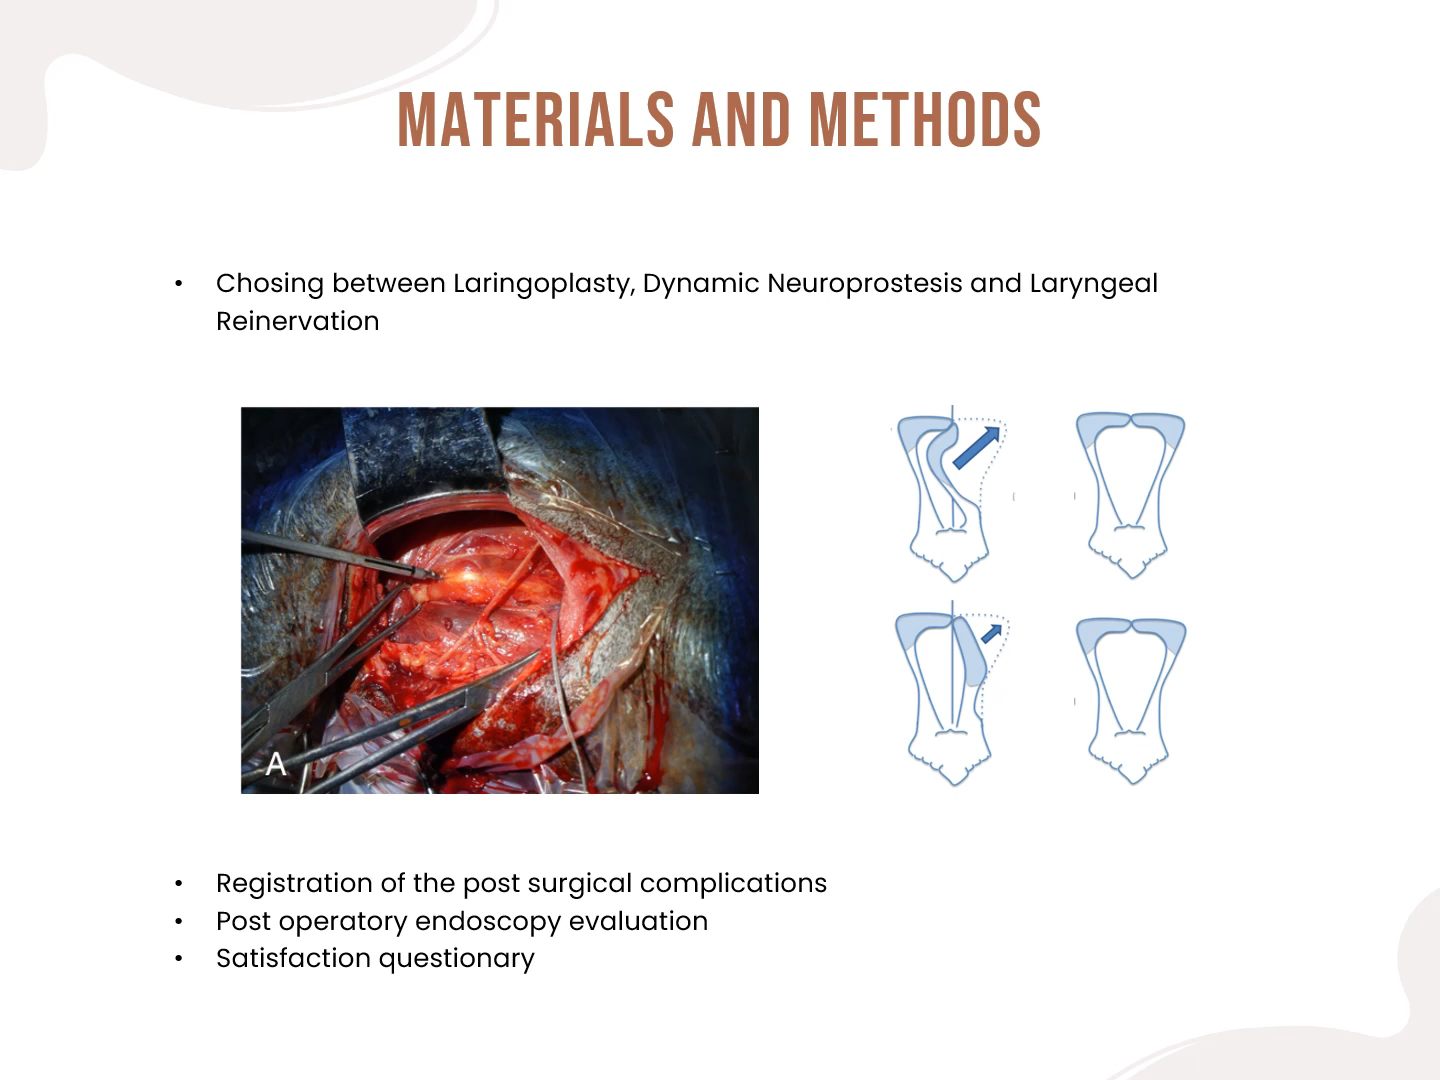 MATERIALS AND METHODS
• Chosing between Laringoplasty, Dynamic Neuroprostesis and Laryngeal
Reinervation
A
• Registration of the post surgical complications
• Post operatory endoscopy evaluation
• Satisfaction questionary